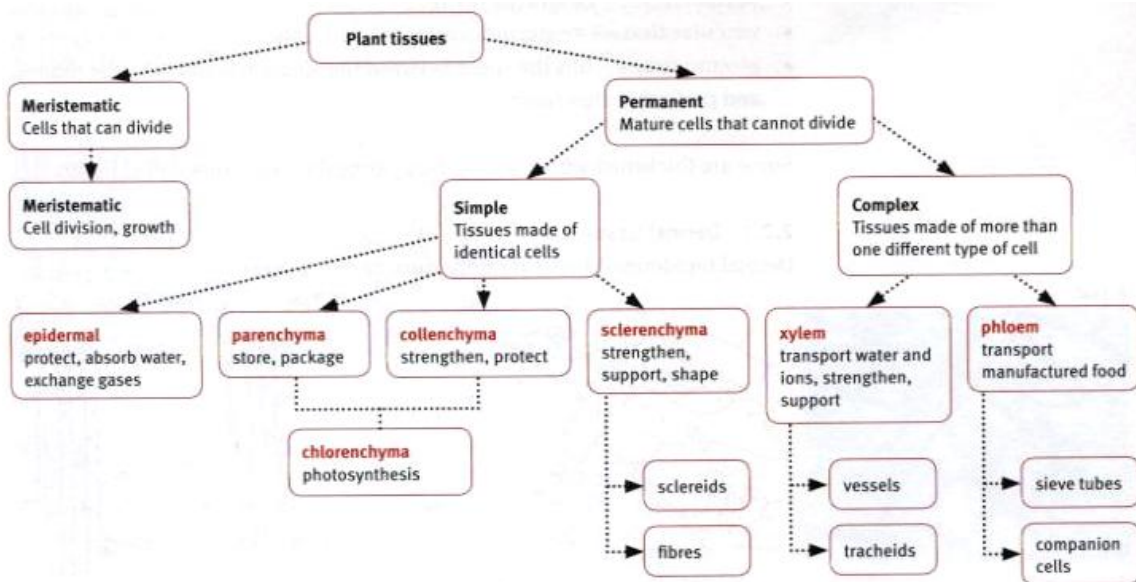 Plant tissues
Meristematic
Cells that can divide
Permanent
Mature cells that cannot divide
Meristematic
Cell division, growth
Simple
Tissues made of
identical cells
Complex
Tissues made of more than
one different type of cell
epidermal
protect, absorb water,
exchange gases
parenchyma
store, package
collenchyma
strengthen, protect
sclerenchyma
strengthen,
support, shape
xylem
transport water and
ions, strengthen,
support
phloem
transport
manufactured food
chlorenchyma
photosynthesis
sclereids
vessels
sieve tubes
fibres
tracheids
companion
cells